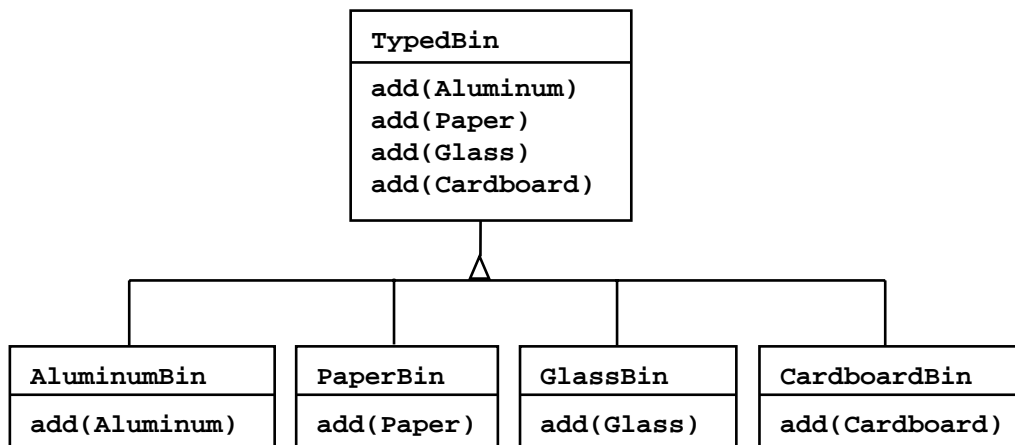 TypedBin
add(Aluminum)
add(Paper)
add(Glass)
add(Cardboard)
AluminumBin
add(Aluminum)
PaperBin
add(Paper)
GlassBin
add(Glass)
CardboardBin
add(Cardboard)